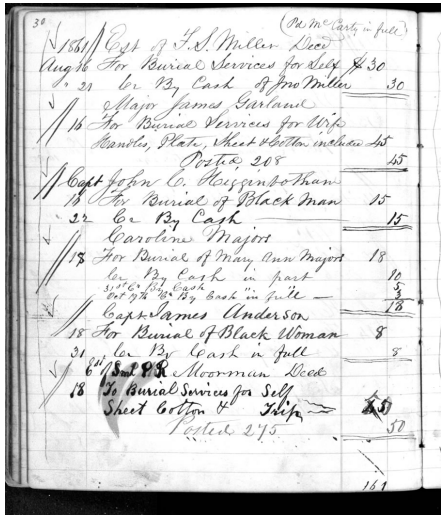 30
(Pd McCarty in full)
1861 Est of F.S. Miller Decd
Aug 16 For Burial Services for Self $ 30
" 21 Cr By Cash of Jno Miller 30
Major James Garland
16 For Burial Services for Wife
Handles, Plate, Sheet & Cotton included 45
Posted 208 45
Capt John C. Higginbotham
16 For Burial of Black Man 15
22 Cr By Cash 15
Caroline Majors
18 For Burial of Mary Ann Majors 18
Cr By Cash in part 10
31st Cr By Cash 5
Oct 17th Cr By Cash in full — 3
18
Capt. James Anderson
18 For Burial of Black Woman 8
31 Cr By Cash in full 8
Moorman Decd
18 To Burial Services for Self
Sheet Cotton & Trip
50
Posted 275
161